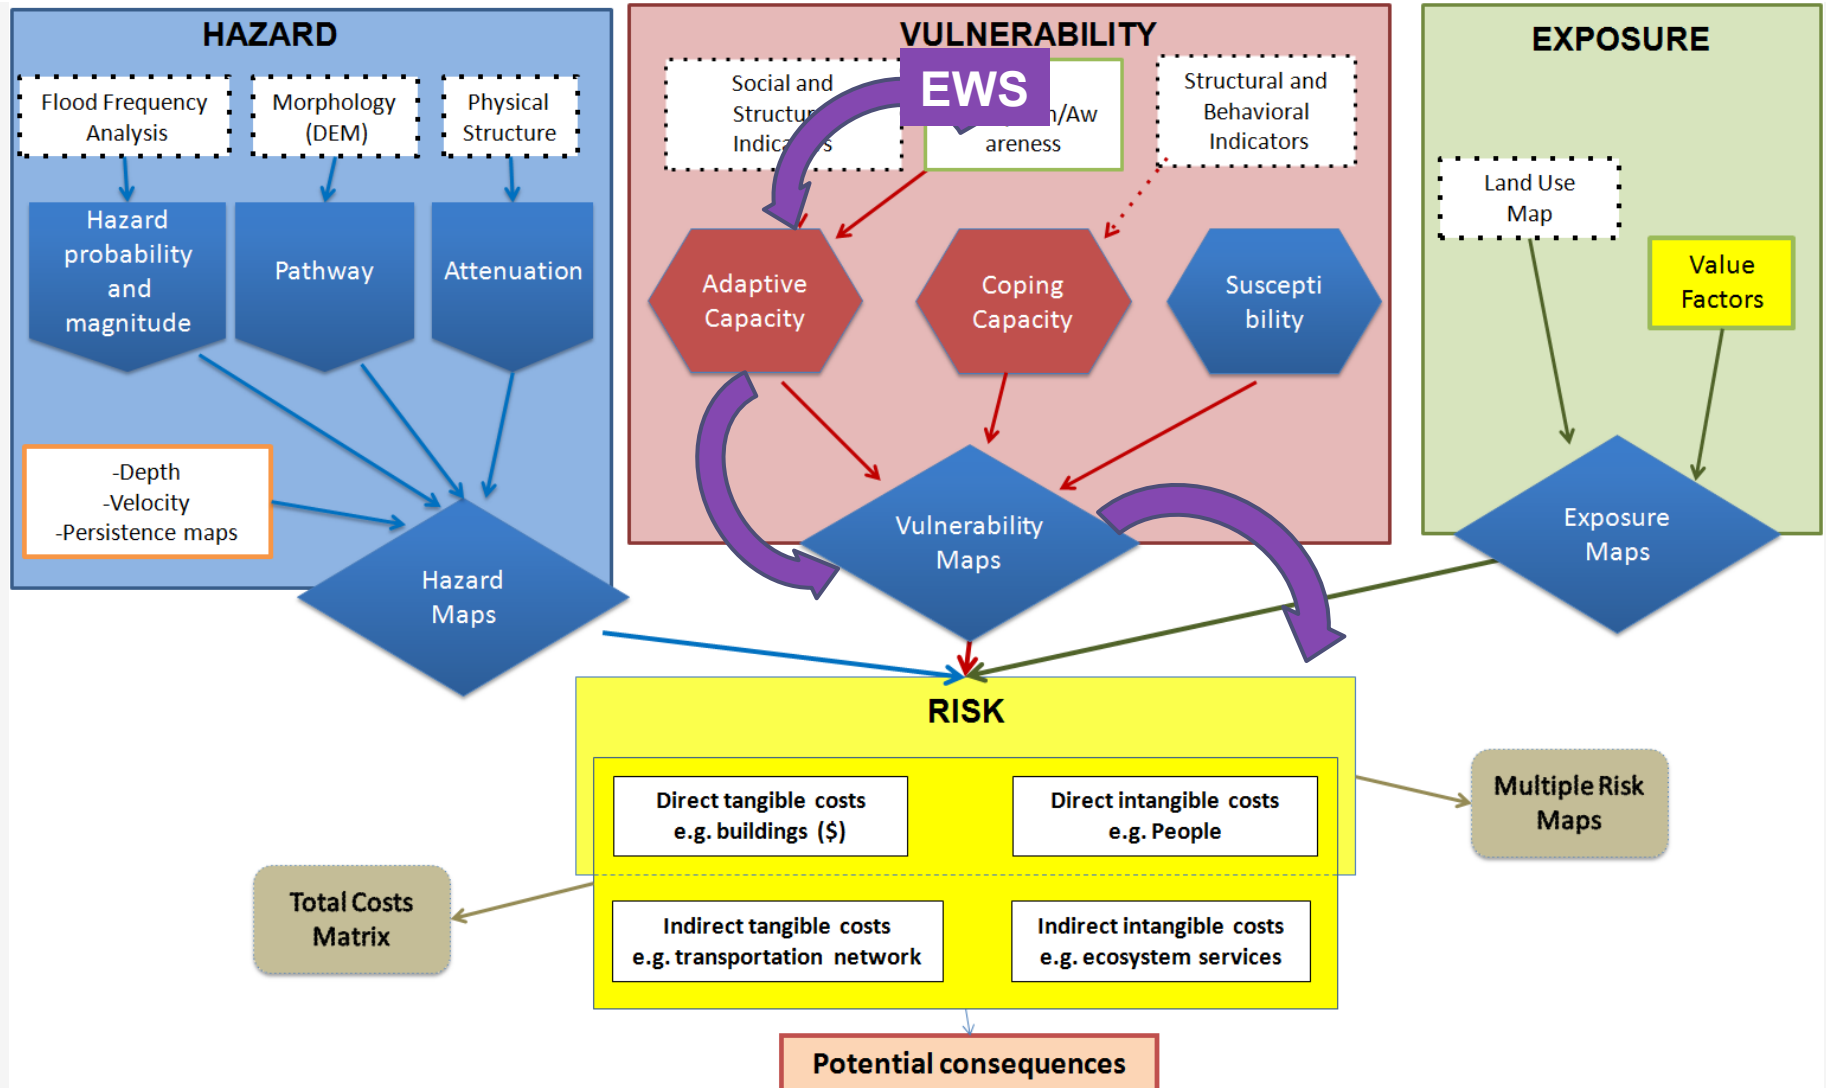 HAZARD
Flood Frequency
Analysis
Morphology
(DEM)
Physical
Structure
Hazard
probability
and
magnitude
Pathway
Attenuation
-Depth
-Velocity
-Persistence maps
Hazard
Maps
VULNERABILITY
Social and
EWS
areness
Structural and
Behavioral
Indicators
Adaptive
Capacity
Coping
Capacity
Suscepti
bility
Vulnerability
Maps
EXPOSURE
Land Use
Map
Value
Factors
Exposure
Maps
RISK
Direct tangible costs
e.g. buildings ($)
Direct intangible costs
e.g. People
Indirect tangible costs
e.g. transportation network
Indirect intangible costs
e.g. ecosystem services
Multiple Risk
Maps
Total Costs
Matrix
Potential consequences